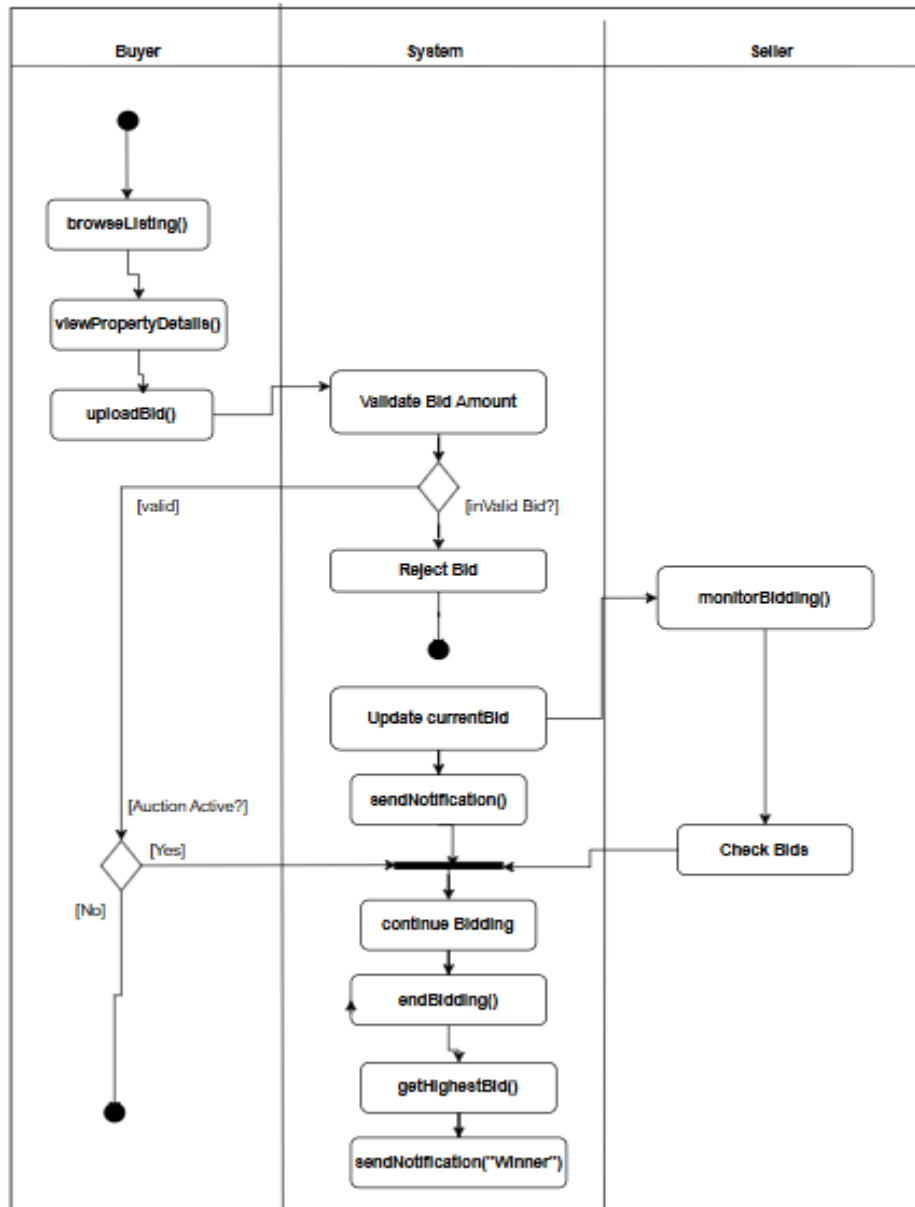 Buyer
System
Seller
browseListing()
viewPropertyDetails()
uploadBid()
Validate Bid Amount
[valid]
[inValid Bid?]
Reject Bid
monitorBidding()
Update currentBid
sendNotification()
[Auction Active?]
[Yes]
Check Bids
[No]
continue Bidding
endBidding()
getHighestBid()
sendNotification("Winner")